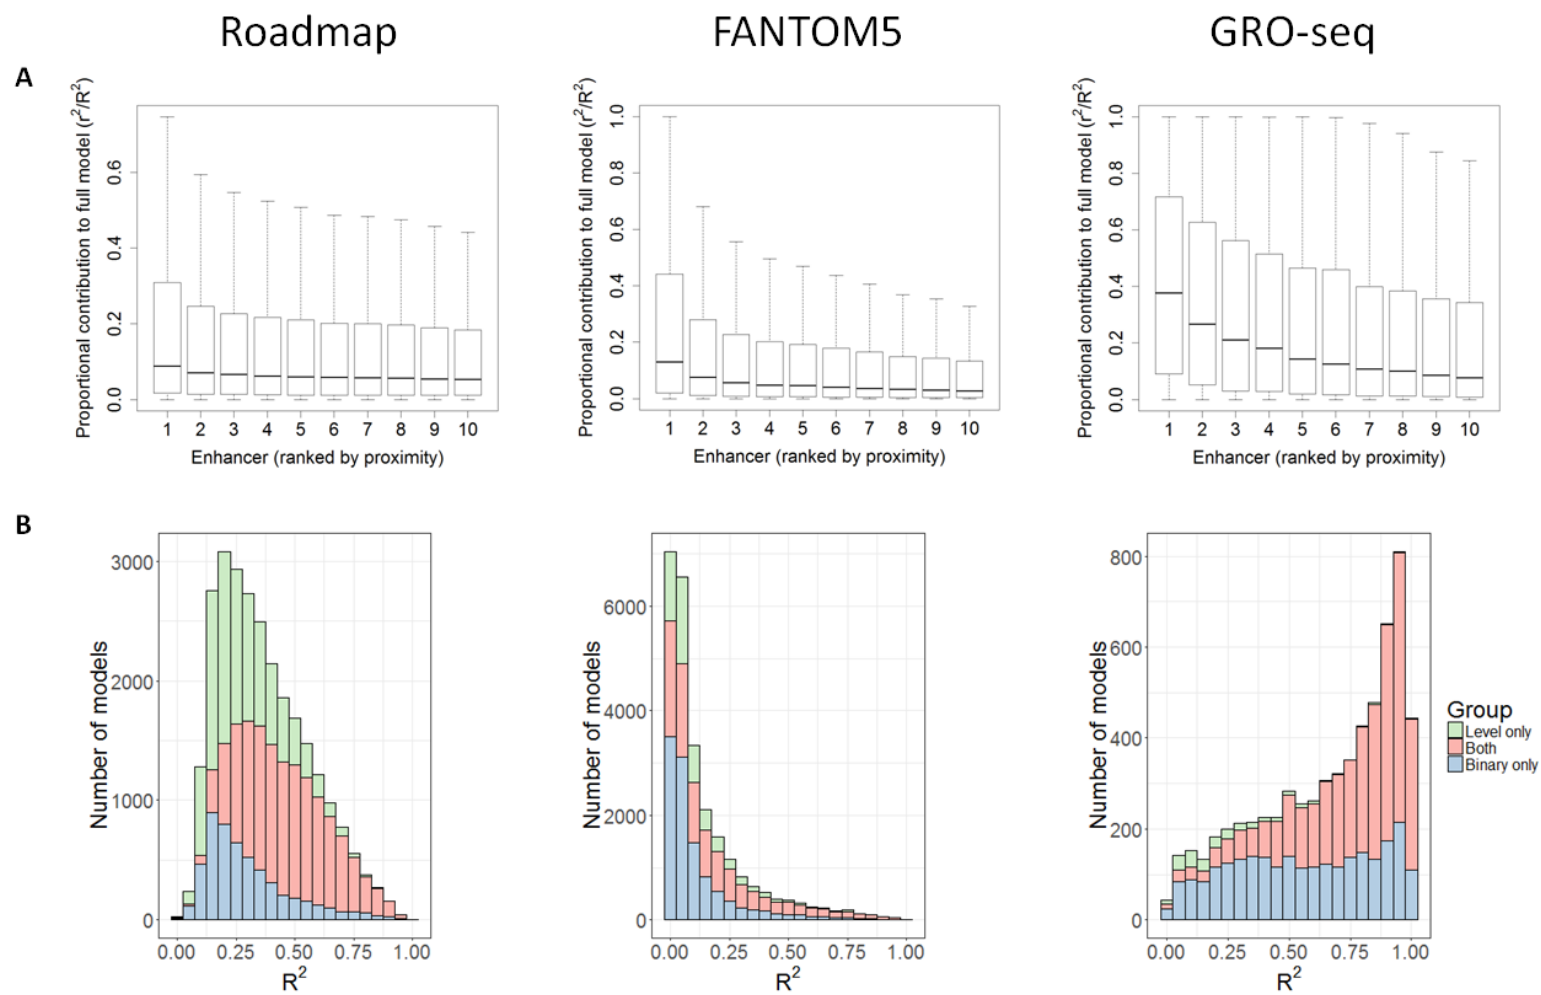 Roadmap
FANTOM5
GRO-seq
A
Proportional contribution to full model (r²/R²)
0.0
0.2
0.4
0.6
1 2 3 4 5 6 7 8 9 10
Enhancer (ranked by proximity)
Proportional contribution to full model (r²/R²)
0.0
0.2
0.4
0.6
0.8
1.0
1 2 3 4 5 6 7 8 9 10
Enhancer (ranked by proximity)
Proportional contribution to full model (r²/R²)
0.0
0.2
0.4
0.6
0.8
1.0
1 2 3 4 5 6 7 8 9 10
Enhancer (ranked by proximity)
B
Number of models
3000
2000
1000
0
0.00 0.25 0.50 0.75 1.00
R²
Number of models
6000
4000
2000
0
0.00 0.25 0.50 0.75 1.00
R²
Number of models
800
600
400
200
0
0.00 0.25 0.50 0.75 1.00
R²
Group
Level only
Both
Binary only